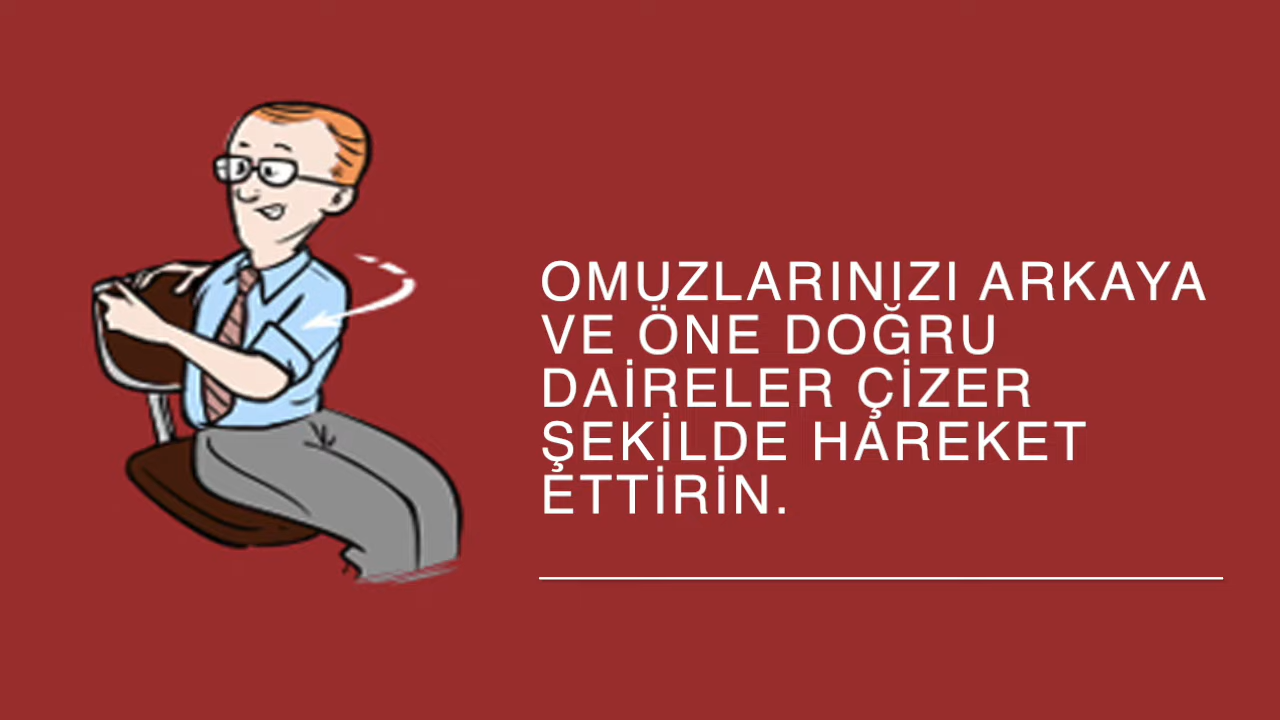 OMUZLARINIZI ARKAYA
VE ÖNE DOĞRU
DAİRELER ÇİZER
ŞEKİLDE HAREKET
ETTİRİN.